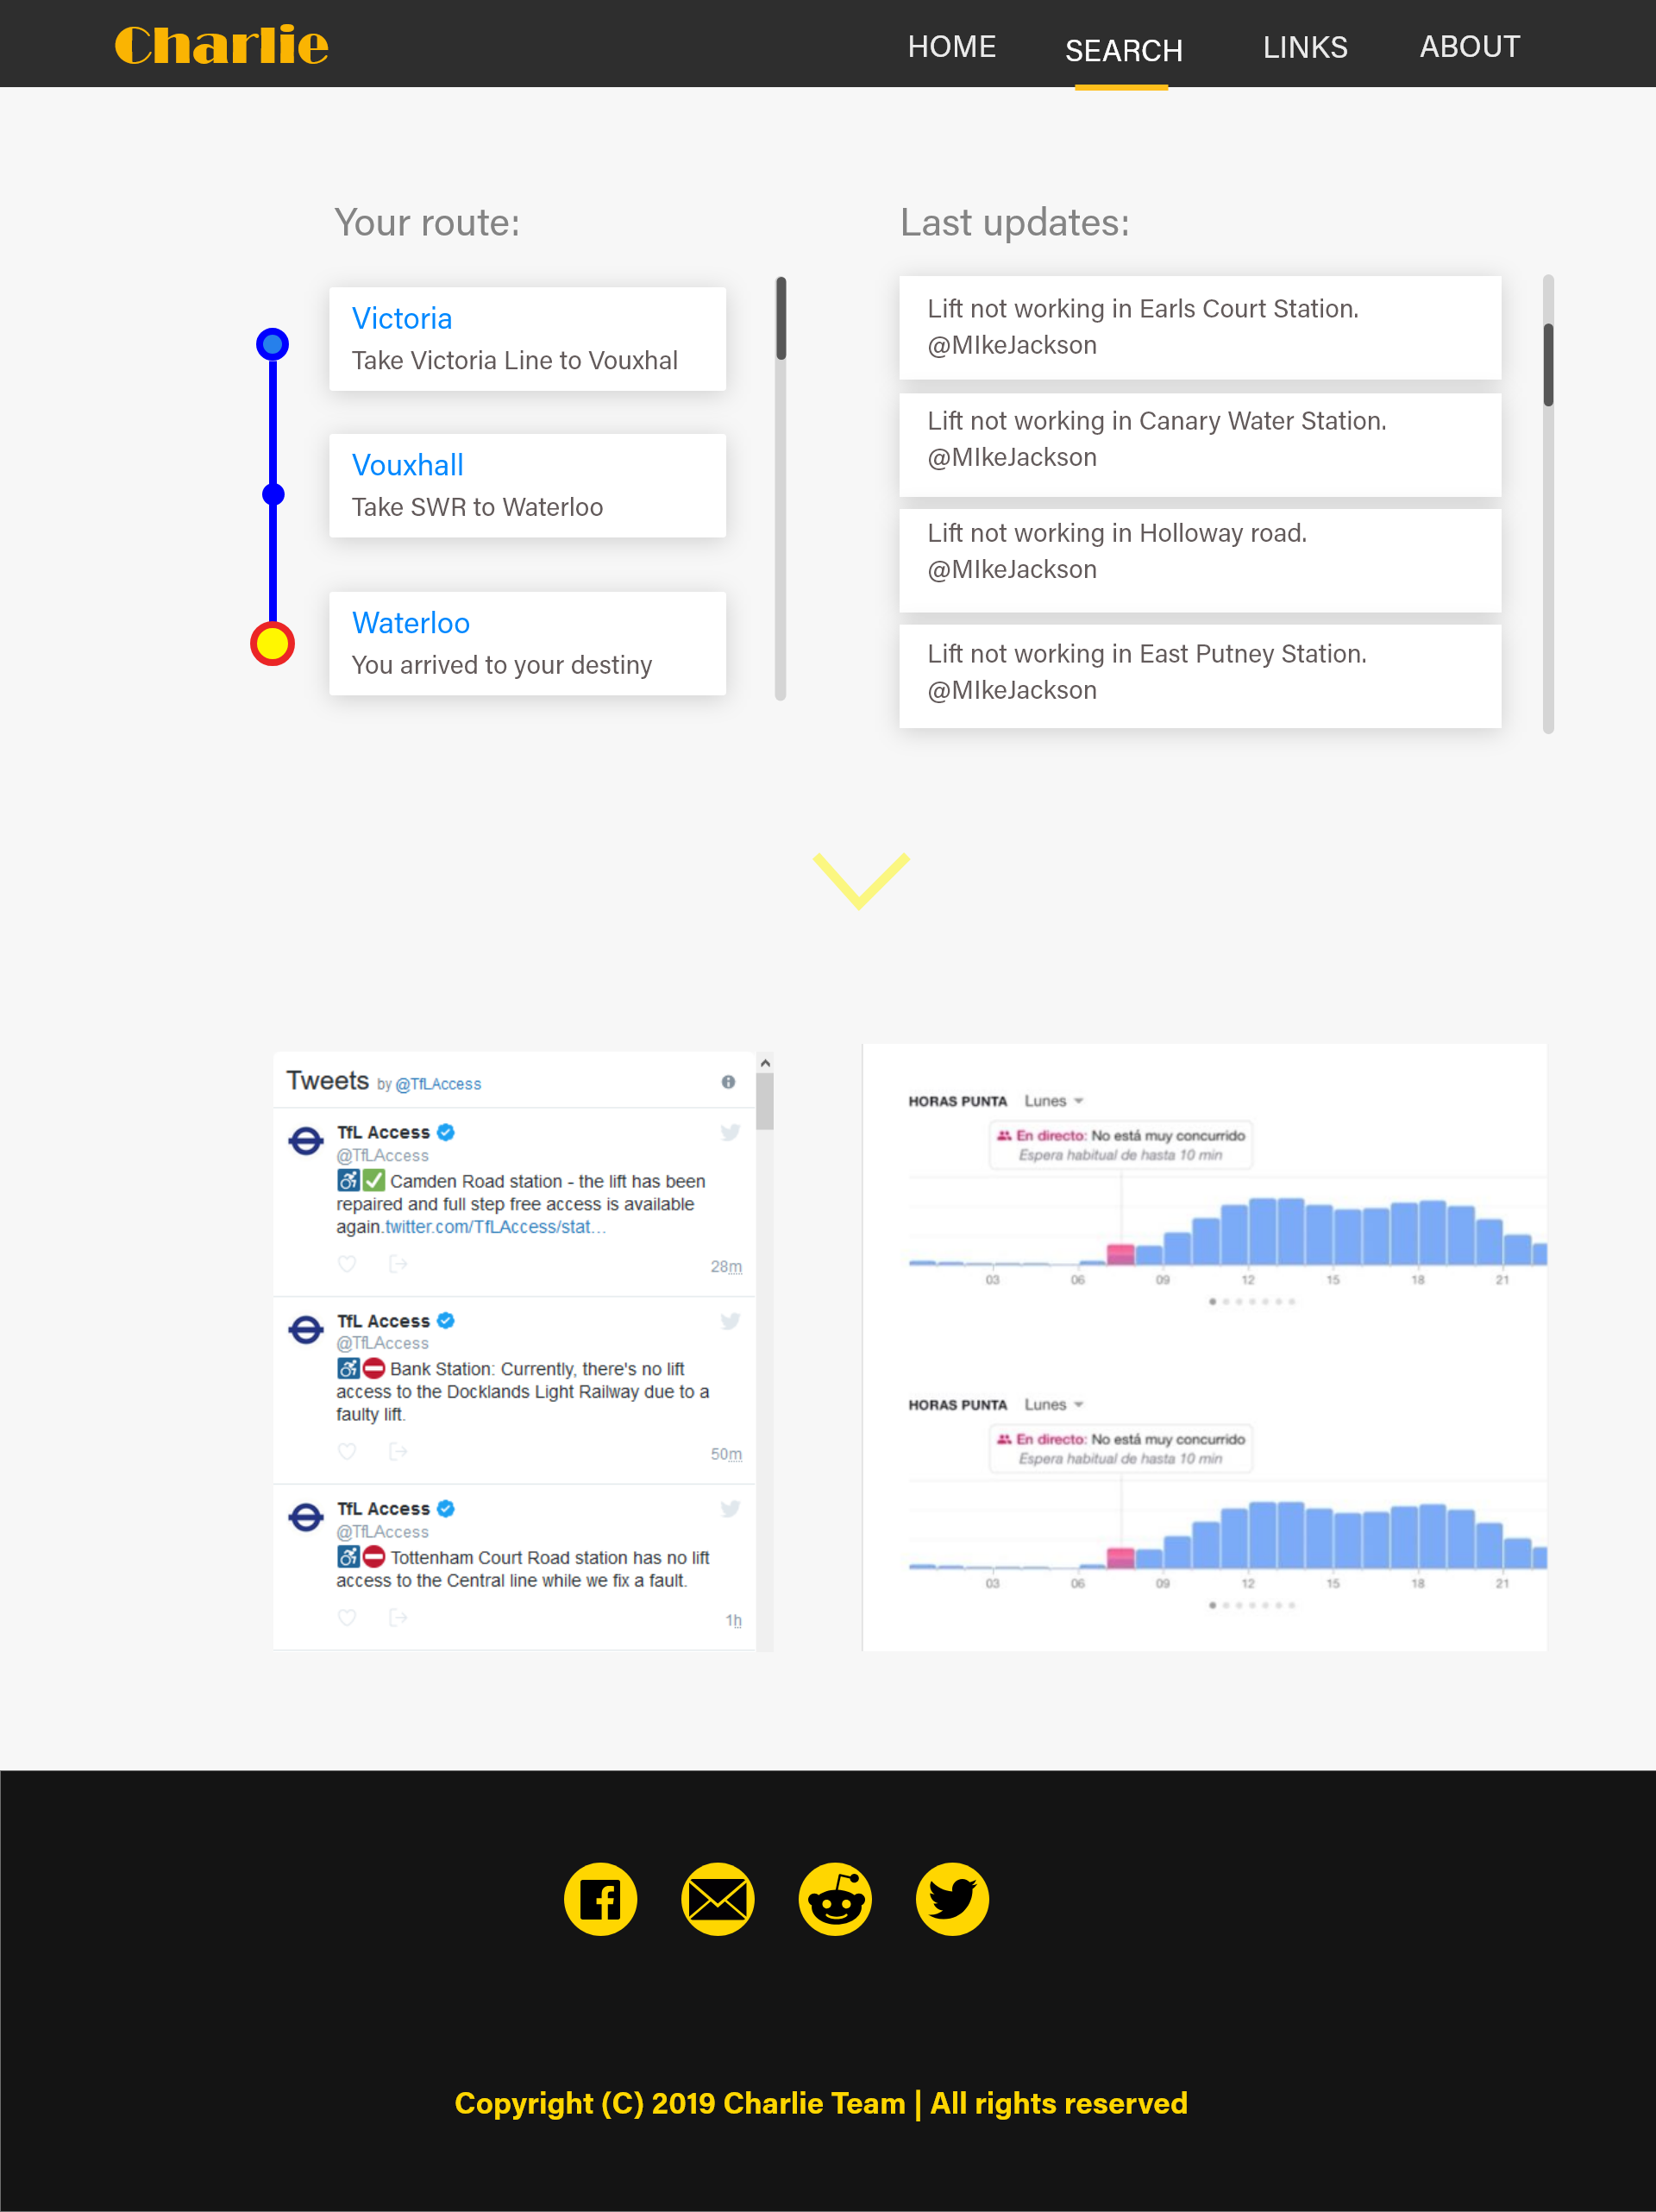 Charlie
HOME
SEARCH
LINKS
ABOUT
Your route:
Victoria
Take Victoria Line to Vouxhal
Vouxhall
Take SWR to Waterloo
Waterloo
You arrived to your destiny
Last updates:
Lift not working in Earls Court Station.
@MIkeJackson
Lift not working in Canary Water Station.
@MIkeJackson
Lift not working in Holloway road.
@MIkeJackson
Lift not working in East Putney Station.
@MIkeJackson
Tweets by @TfLAccess
TfL Access
@TfLAccess
Camden Road station - the lift has been
repaired and full step free access is available
again.twitter.com/TfLAccess/stat...
28m
TfL Access
@TfLAccess
Bank Station: Currently, there's no lift
access to the Docklands Light Railway due to a
faulty lift.
50m
TfL Access
@TfLAccess
Tottenham Court Road station has no lift
access to the Central line while we fix a fault.
1h
HORAS PUNTA Lunes
En directo: No está muy concurrido
Espera habitual de hasta 10 min
03 06 09 12 15 18 21
HORAS PUNTA Lunes
En directo: No está muy concurrido
Espera habitual de hasta 10 min
03 06 09 12 15 18 21
Copyright (C) 2019 Charlie Team | All rights reserved